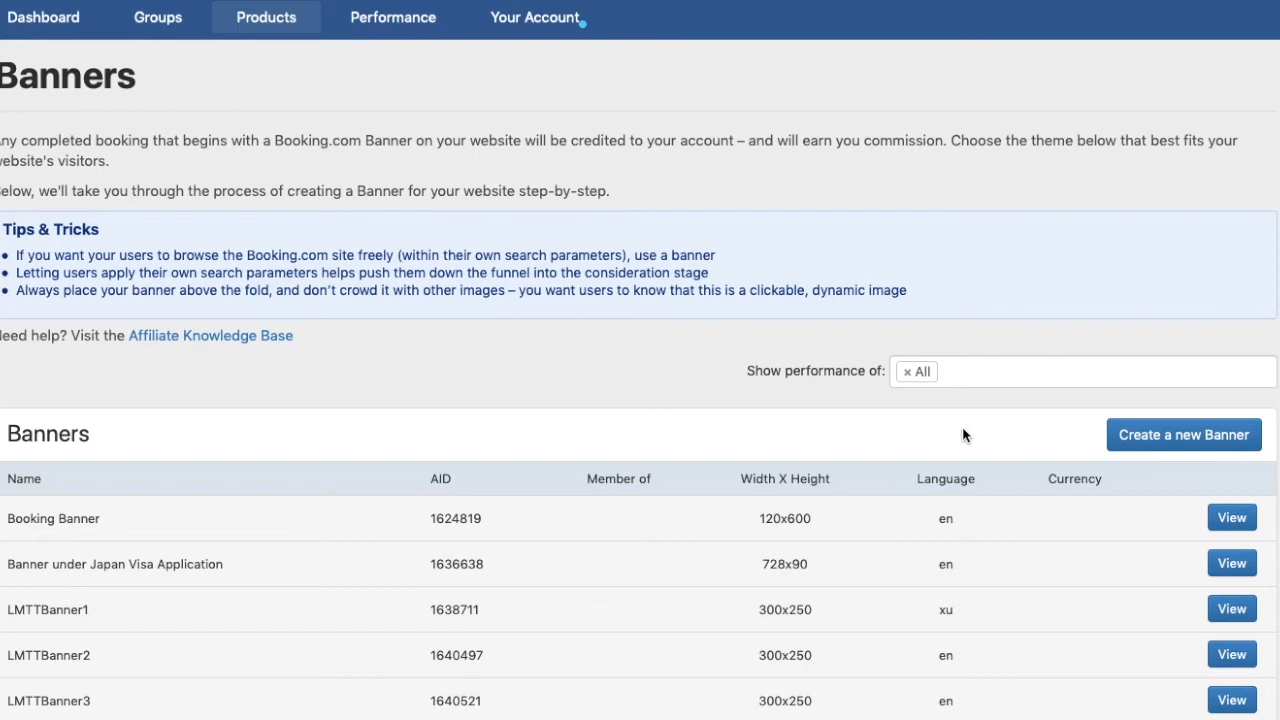 Dashboard Groups Products Performance Your Account
Banners
ny completed booking that begins with a Booking.com Banner on your website will be credited to your account – and will earn you commission. Choose the theme below that best fits your
ebsite's visitors.
elow, we'll take you through the process of creating a Banner for your website step-by-step.
Tips & Tricks
• If you want your users to browse the Booking.com site freely (within their own search parameters), use a banner
• Letting users apply their own search parameters helps push them down the funnel into the consideration stage
• Always place your banner above the fold, and don't crowd it with other images – you want users to know that this is a clickable, dynamic image
eed help? Visit the Affiliate Knowledge Base
Show performance of: × All
Banners Create a new Banner
Name AID Member of Width X Height Language Currency
Booking Banner 1624819 120x600 en View
Banner under Japan Visa Application 1636638 728x90 en View
LMTTBanner1 1638711 300x250 xu View
LMTTBanner2 1640497 300x250 en View
LMTTBanner3 1640521 300x250 en View